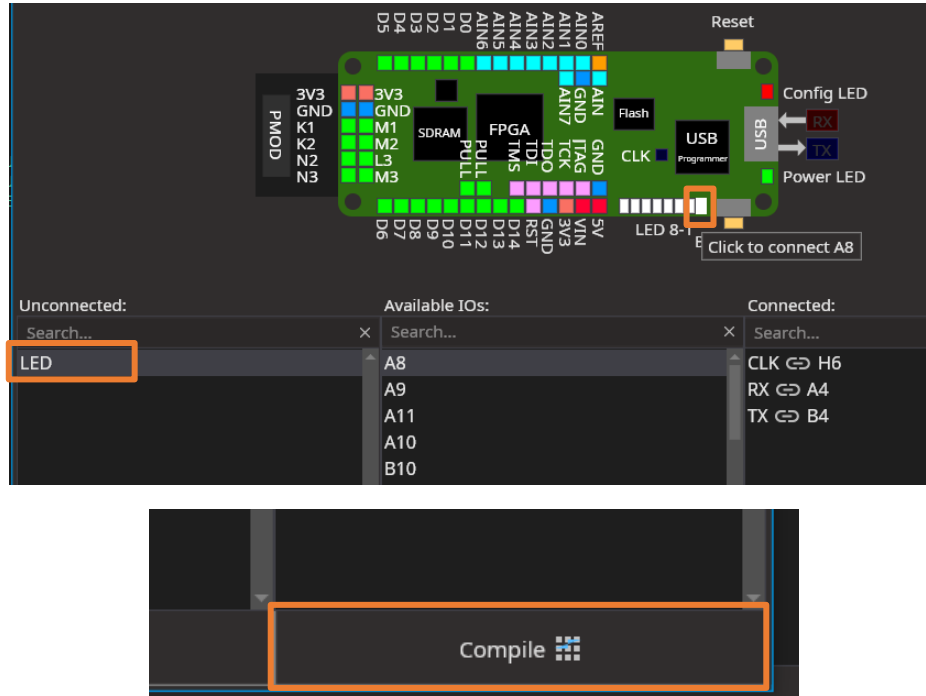 D5 D4 D3 D2 D1 D0 AIN6 AIN5 AIN4 AIN3 AIN2 AIN1 AIN0 AREF
Reset
AIN7 GND AIN
3V3 3V3
GND GND
K1 M1
K2 M2
N2 L3
N3 M3
PMOD
SDRAM
FPGA
Flash
CLK
USB
Programmer
USB
Config LED
RX
TX
Power LED
PULL PULL TMS TDI TDO TCK JTAG GND
D6 D7 D8 D9 D10 D11 D12 D13 D14 RST GND 3V3 VIN 5V
LED 8-1
Click to connect A8
Unconnected:
Search... ×
LED
Available IOs:
Search... ×
A8
A9
A11
A10
B10
Connected:
Search...
CLK H6
RX A4
TX B4
Compile